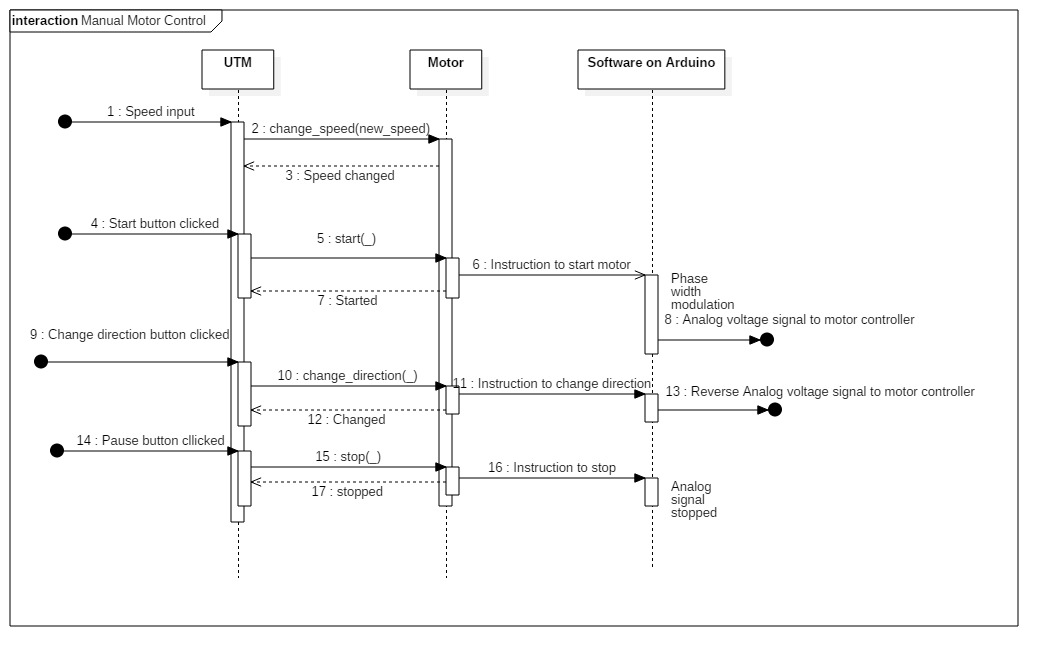 interaction Manual Motor Control
UTM
Motor
Software on Arduino
1 : Speed input
2 : change_speed(new_speed)
3 : Speed changed
4 : Start button clicked
5 : start(_)
6 : Instruction to start motor
Phase
width
modulation
7 : Started
8 : Analog voltage signal to motor controller
9 : Change direction button clicked
10 : change_direction(_)
11 : Instruction to change direction
13 : Reverse Analog voltage signal to motor controller
12 : Changed
14 : Pause button cllicked
15 : stop(_)
16 : Instruction to stop
17 : stopped
Analog
signal
stopped